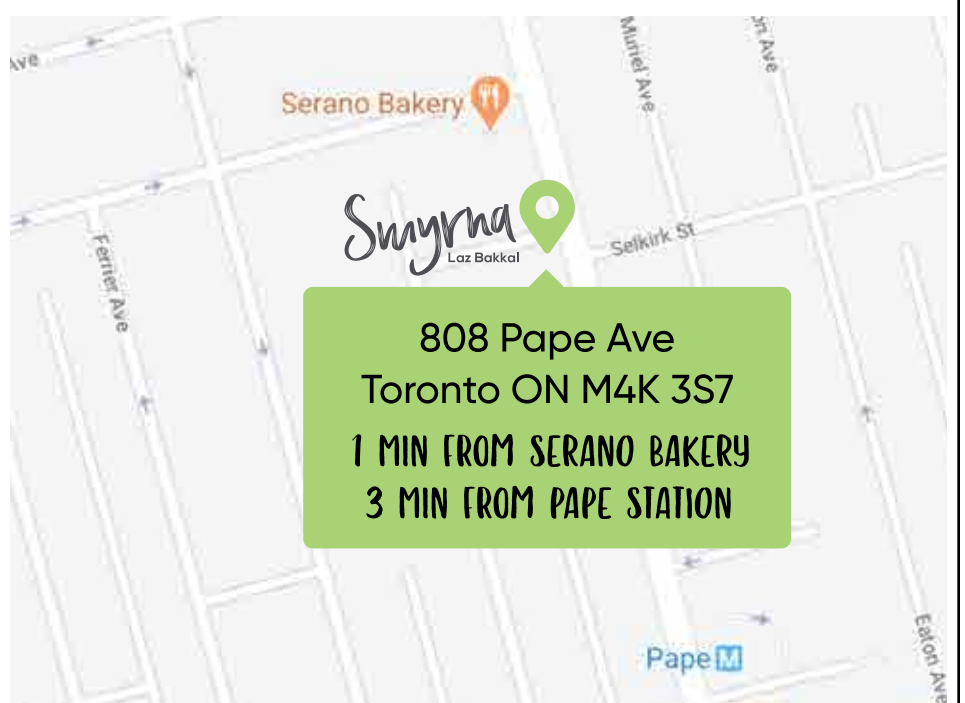 Ave
Muriel Ave
on Ave
Serano Bakery
Smyrna
Laz Bakkal
Selkirk St
Ferrier Ave
808 Pape Ave
Toronto ON M4K 3S7
1 MIN FROM SERANO BAKERY
3 MIN FROM PAPE STATION
Pape M
Eaton Ave